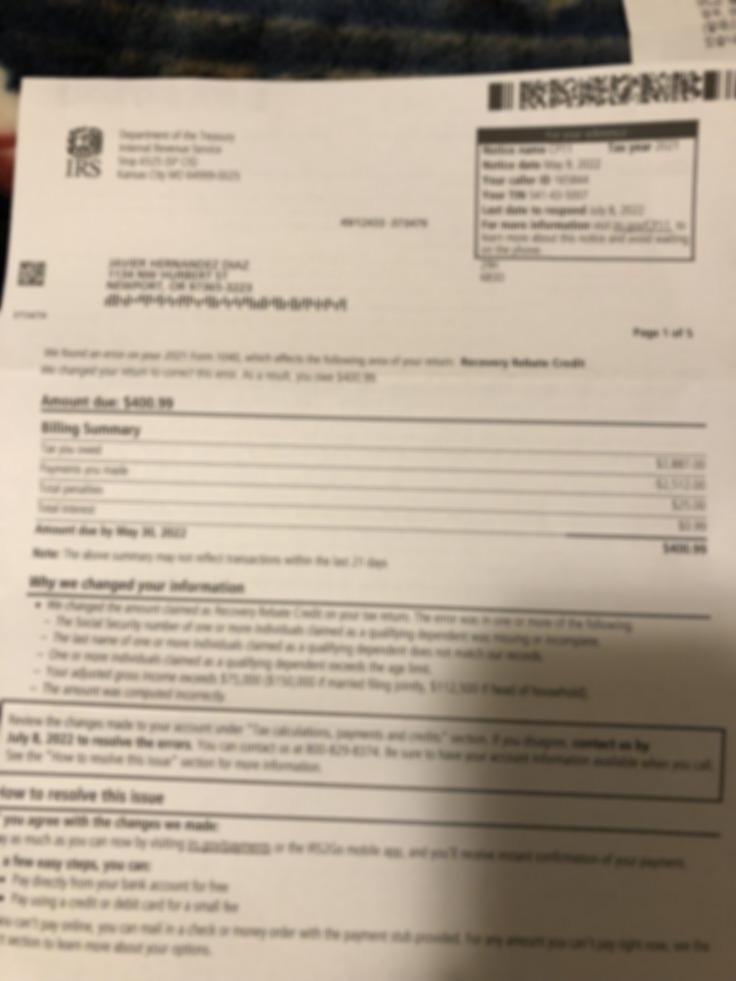 Department of the Treasury
Internal Revenue Service
Kansas City MO
IRS
For your reference
Notice name CP11 Tax year 2021
Notice date May 9, 2022
Your caller ID
Your TIN
Last date to respond July 8, 2022
For more information visit irs.gov/CP11 to
learn more about this notice and avoid waiting
on the phone.
JAVIER HERNANDEZ DIAZ
NEWPORT, OR 97365-3223
Page 1 of 5
We found an error on your 2021 Form 1040, which affects the following area of your return: Recovery Rebate Credit
We changed your return to correct this error. As a result, you owe $400.99
Amount due: $400.99
Billing Summary
Tax you owed
Payments you made
Total penalties $25.00
Total interest $0.99
Amount due by May 30, 2022 $400.99
Note: The above summary may not reflect transactions within the last 21 days
Why we changed your information
• We changed the amount claimed as Recovery Rebate Credit on your tax return. The error was in one or more of the following:
– The Social Security number of one or more individuals claimed as a qualifying dependent was missing or incomplete.
– The last name of one or more individuals claimed as a qualifying dependent does not match our records.
– One or more individuals claimed as a qualifying dependent exceeds the age limit.
– Your adjusted gross income exceeds $75,000 ($150,000 if married filing jointly, $112,500 if head of household).
– The amount was computed incorrectly.
Review the changes made to your account under "Tax calculations, payments and credits" section. If you disagree, contact us by
July 8, 2022 to resolve the errors. You can contact us at 800-829-8374. Be sure to have your account information available when you call.
See the "How to resolve this issue" section for more information.
How to resolve this issue
you agree with the changes we made:
as much as you can now by visiting irs.gov/payments or the IRS2Go mobile app, and you'll receive instant confirmation of your payment.
a few easy steps, you can:
• Pay directly from your bank account for free
• Pay using a credit or debit card for a small fee
can't pay online, you can mail in a check or money order with the payment stub provided. For any amount you can't pay right now, see the
section to learn more about your options.